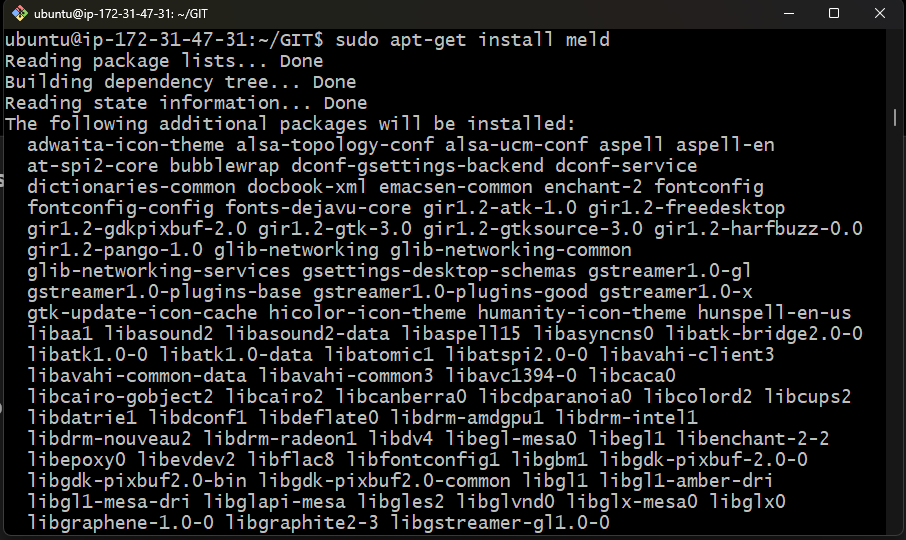 ubuntu@ip-172-31-47-31: ~/GIT
ubuntu@ip-172-31-47-31:~/GIT$ sudo apt-get install meld
Reading package lists... Done
Building dependency tree... Done
Reading state information... Done
The following additional packages will be installed:
  adwaita-icon-theme alsa-topology-conf alsa-ucm-conf aspell aspell-en
  at-spi2-core bubblewrap dconf-gsettings-backend dconf-service
  dictionaries-common docbook-xml emacsen-common enchant-2 fontconfig
  fontconfig-config fonts-dejavu-core gir1.2-atk-1.0 gir1.2-freedesktop
  gir1.2-gdkpixbuf-2.0 gir1.2-gtk-3.0 gir1.2-gtksource-3.0 gir1.2-harfbuzz-0.0
  gir1.2-pango-1.0 glib-networking glib-networking-common
  glib-networking-services gsettings-desktop-schemas gstreamer1.0-gl
  gstreamer1.0-plugins-base gstreamer1.0-plugins-good gstreamer1.0-x
  gtk-update-icon-cache hicolor-icon-theme humanity-icon-theme hunspell-en-us
  libaa1 libasound2 libasound2-data libaspell15 libasyncns0 libatk-bridge2.0-0
  libatk1.0-0 libatk1.0-data libatomic1 libatspi2.0-0 libavahi-client3
  libavahi-common-data libavahi-common3 libavc1394-0 libcaca0
  libcairo-gobject2 libcairo2 libcanberra0 libcdparanoia0 libcolord2 libcups2
  libdatrie1 libdconf1 libdeflate0 libdrm-amdgpu1 libdrm-intel1
  libdrm-nouveau2 libdrm-radeon1 libdv4 libegl-mesa0 libegl1 libenchant-2-2
  libepoxy0 libevdev2 libflac8 libfontconfig1 libgbm1 libgdk-pixbuf-2.0-0
  libgdk-pixbuf2.0-bin libgdk-pixbuf2.0-common libgl1 libgl1-amber-dri
  libgl1-mesa-dri libglapi-mesa libgles2 libglvnd0 libglx-mesa0 libglx0
  libgraphene-1.0-0 libgraphite2-3 libgstreamer-gl1.0-0